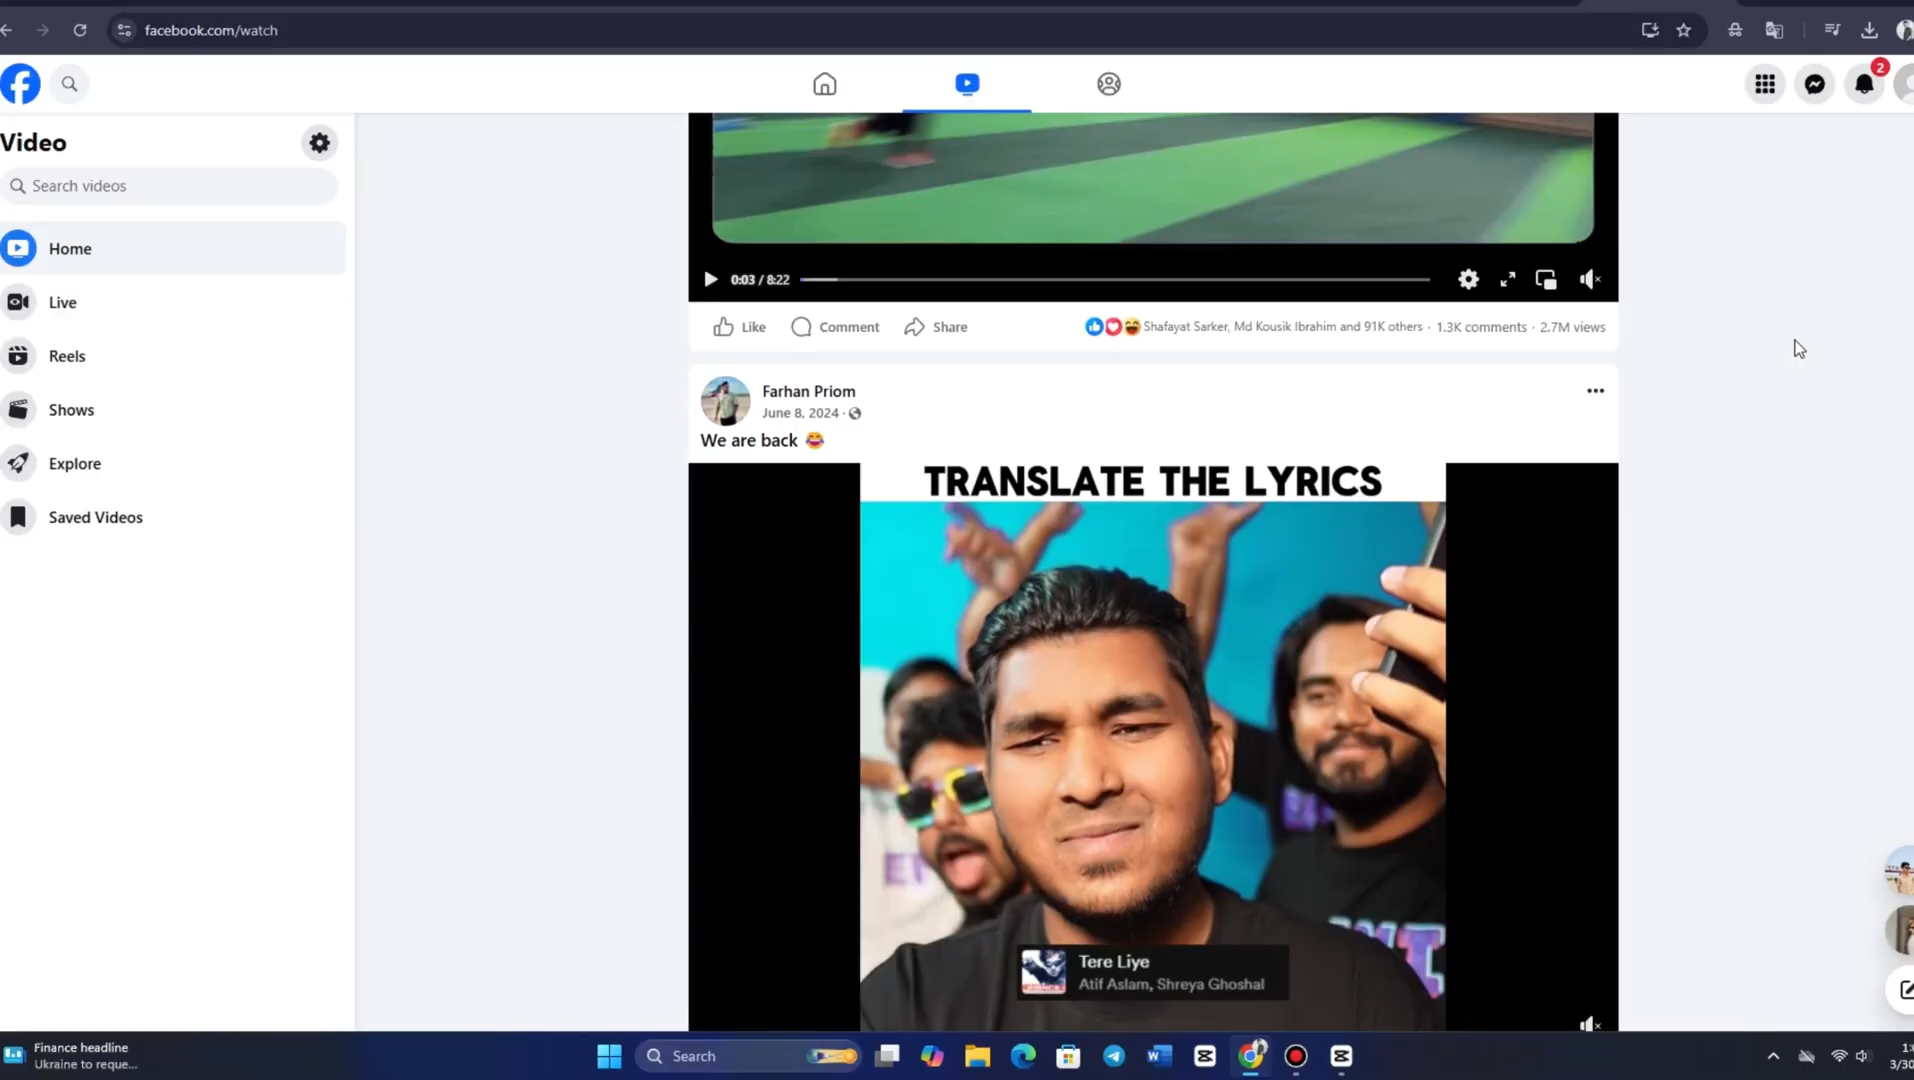 facebook.com/watch
2
Video
Search videos
Home
Live
Reels
Shows
Explore
Saved Videos
0:03 / 8:22
Like
Comment
Share
Shafayat Sarker, Md Kousik Ibrahim and 91K others · 1.3K comments · 2.7M views
Farhan Priom
June 8, 2024 ·
We are back 😂
TRANSLATE THE LYRICS
Tere Liye
Atif Aslam, Shreya Ghoshal
Finance headline
Ukraine to reque...
Search